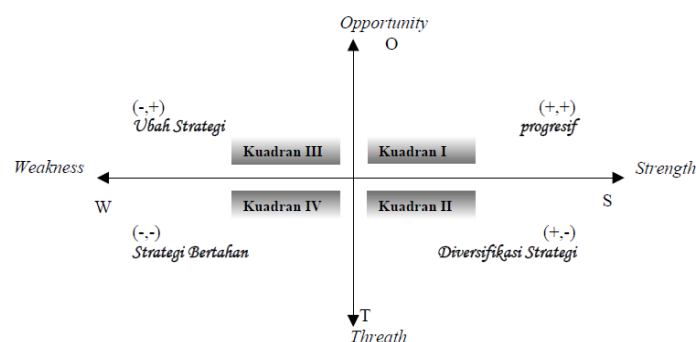 Opportunity
O
(-,+)
Ubah Strategi
(+,+)
progresif
Kuadran III
Kuadran I
Weakness
Strength
W
Kuadran IV
Kuadran II
S
(-,-)
Strategi Bertahan
(+,-)
Diversifikasi Strategi
T
Threath